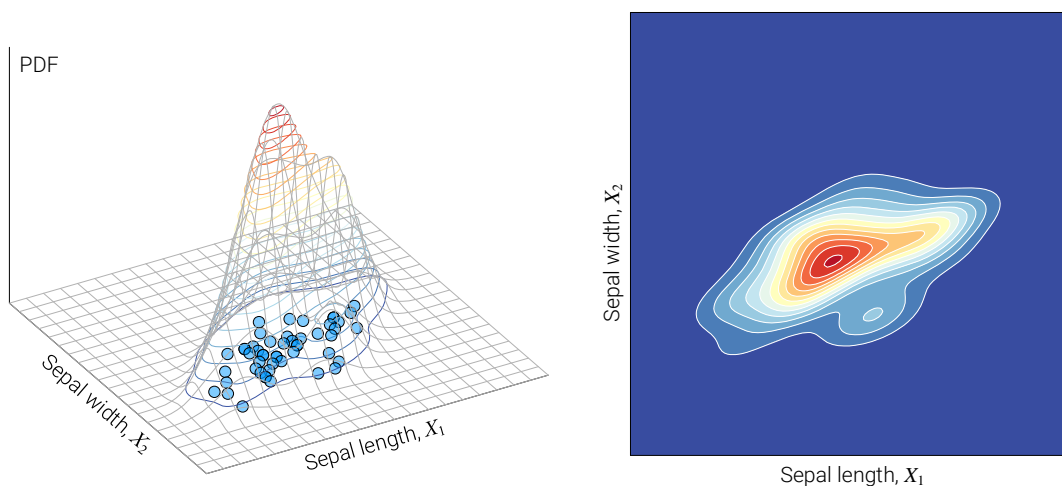 PDF
Sepal width, X2
Sepal length, X1
Sepal width, X2
Sepal length, X1